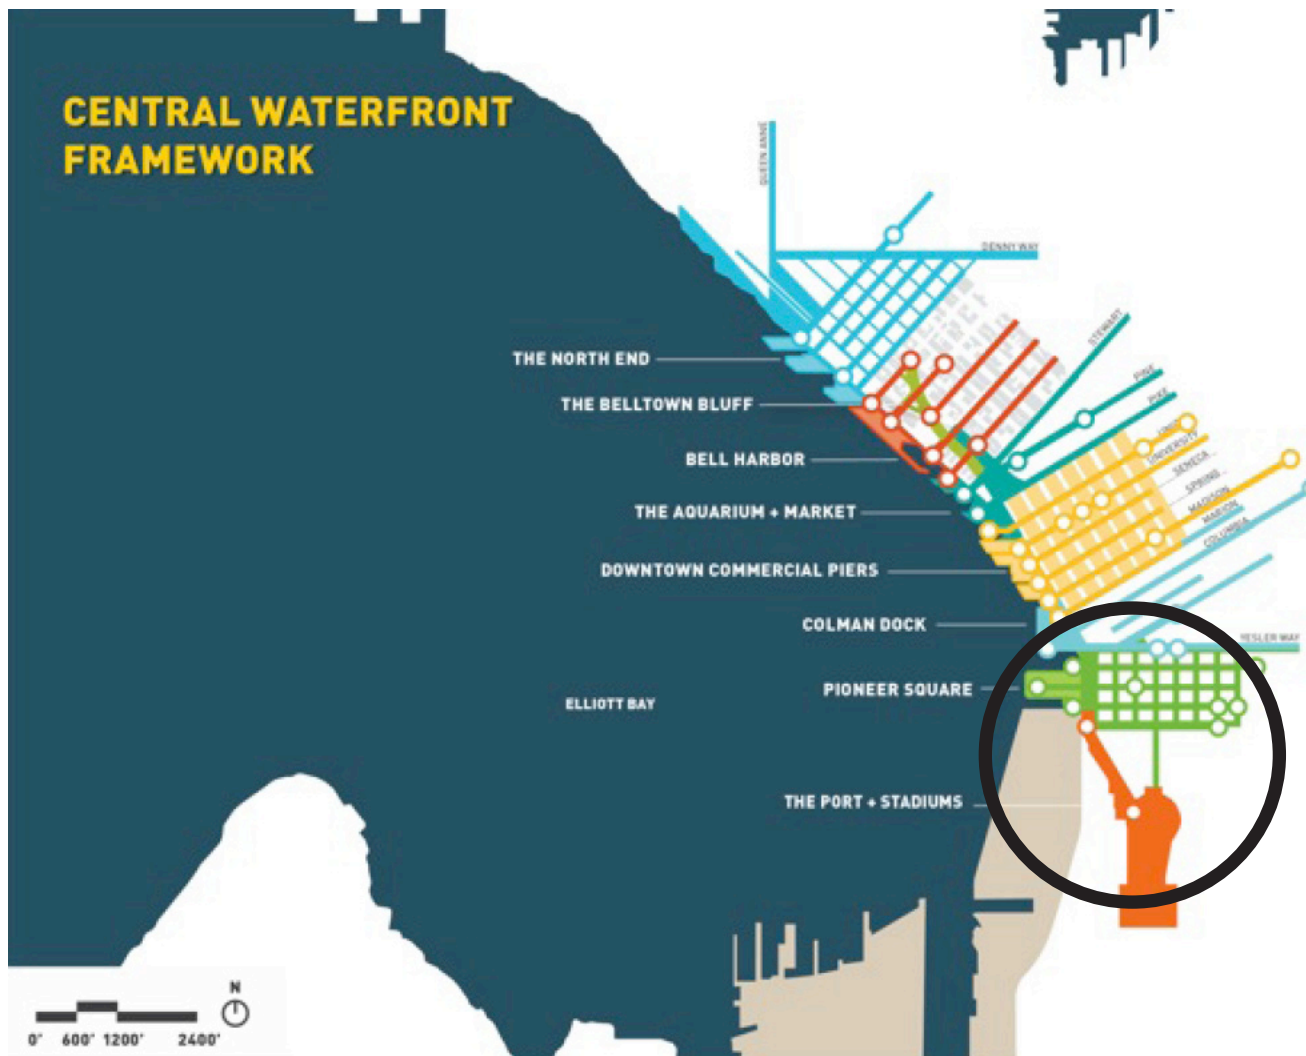 CENTRAL WATERFRONT
FRAMEWORK
QUEEN ANNE
DENNY WAY
STEWART
THE NORTH END
PINE
THE BELLTOWN BLUFF
PIKE
UNIVERSITY
BELL HARBOR
SENECA
SPRING
MADISON
THE AQUARIUM + MARKET
MARION
COLUMBIA
DOWNTOWN COMMERCIAL PIERS
COLMAN DOCK
YESLER WAY
PIONEER SQUARE
ELLIOTT BAY
THE PORT + STADIUMS
N
0' 600' 1200' 2400'